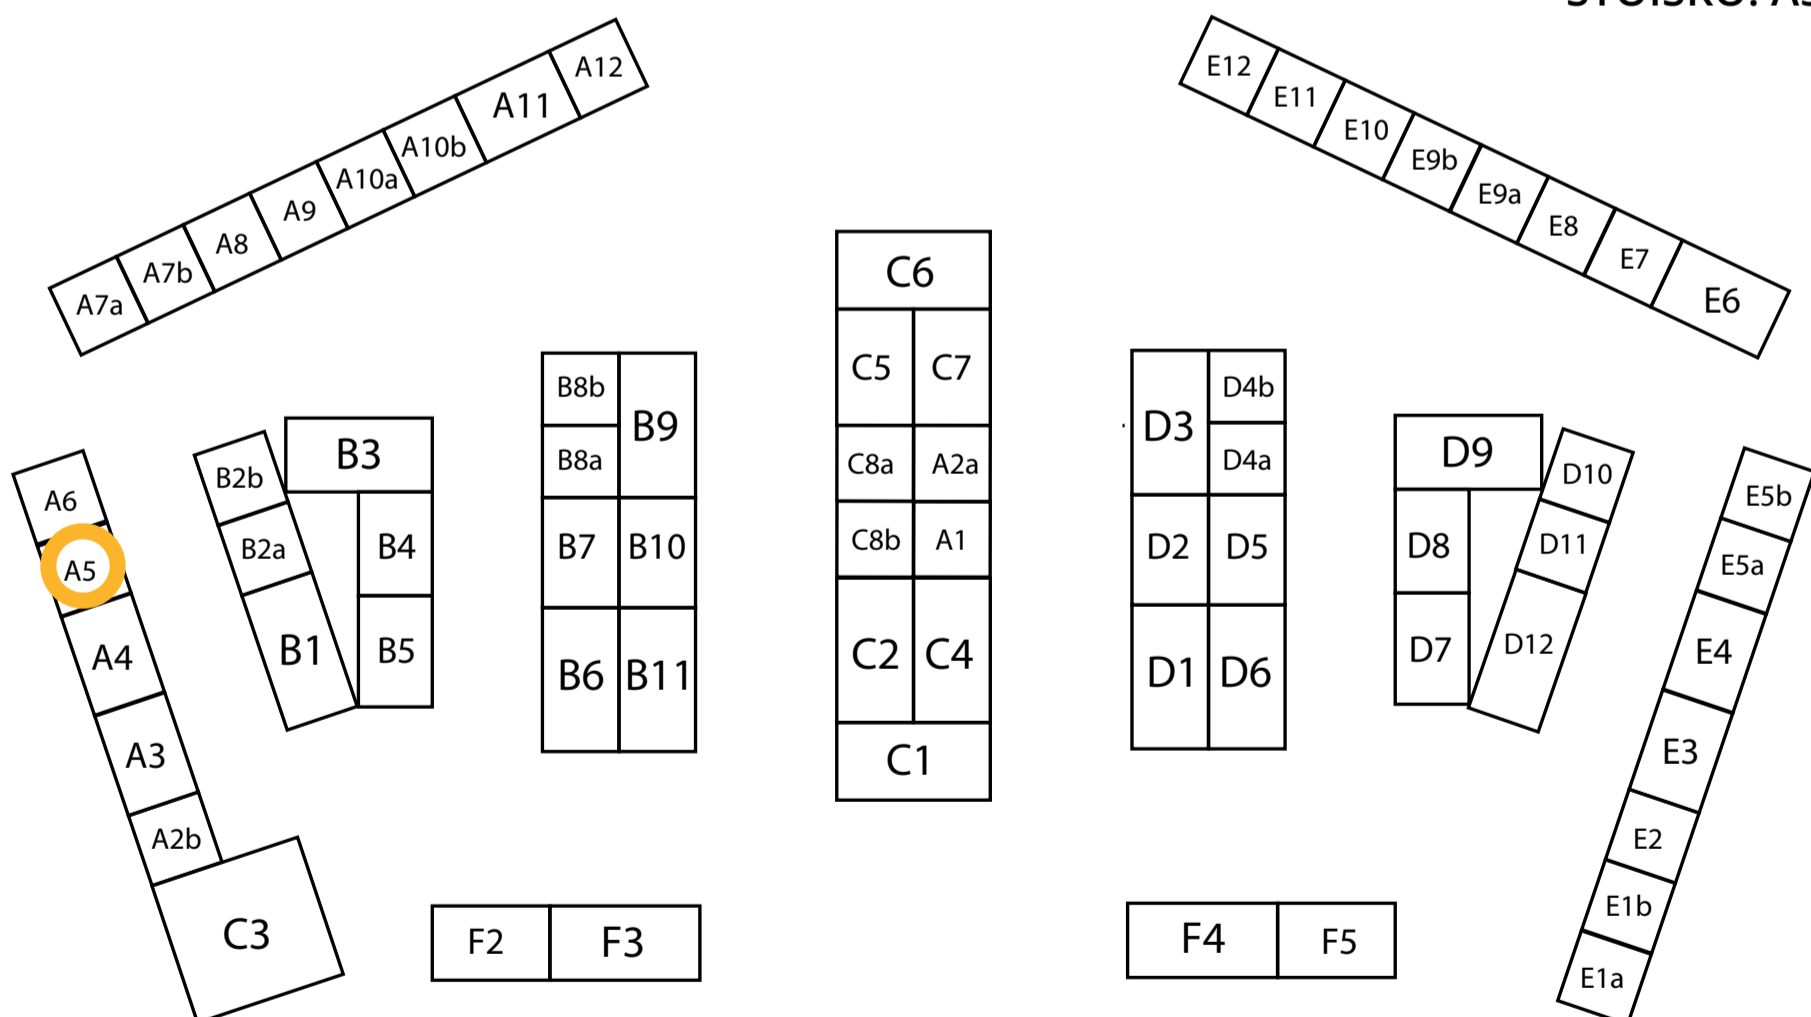 A12
A11
A10b
A10a
A9
A8
A7b
A7a
E12
E11
E10
E9b
E9a
E8
E7
E6
C6
C5 C7
C8a A2a
C8b A1
C2 C4
C1
B8b
B8a
B9
B7 B10
B6 B11
D3
D4b
D4a
D2 D5
D1 D6
A6
A5
A4
A3
A2b
C3
B2b
B2a
B1
B3
B4
B5
D9
D8
D7
D10
D11
D12
E5b
E5a
E4
E3
E2
E1b
E1a
F2 F3
F4 F5